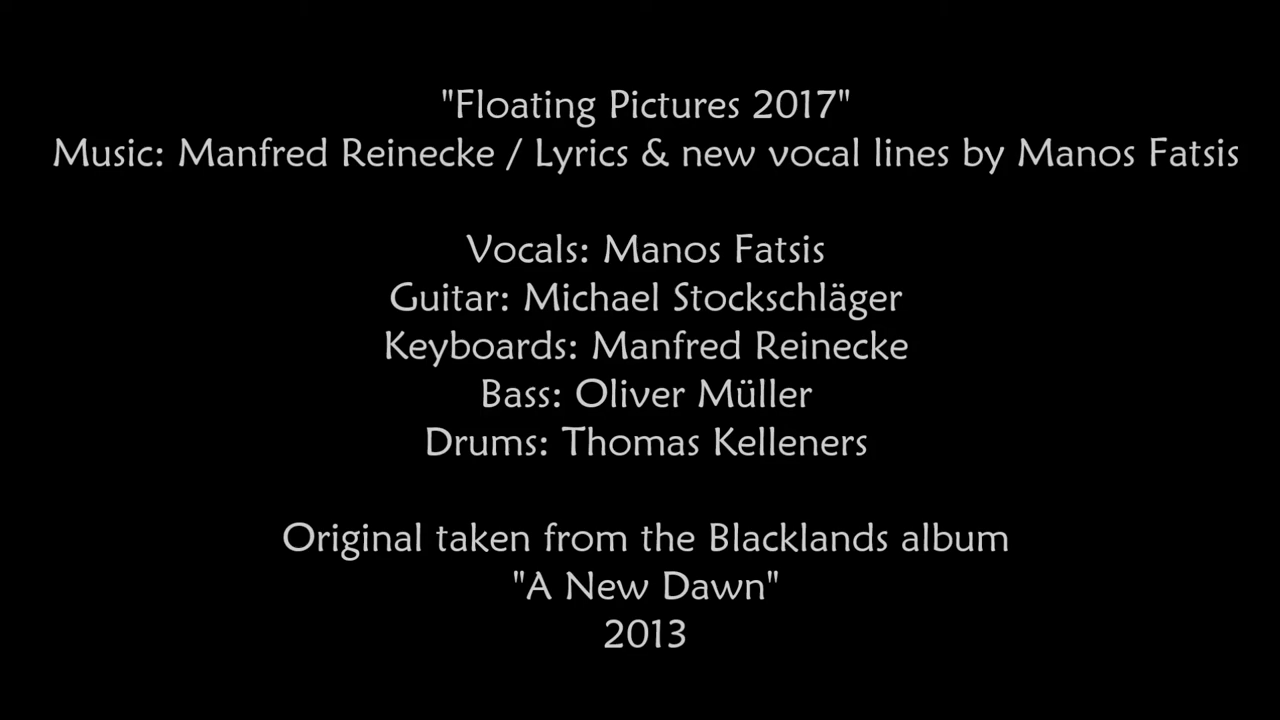 "Floating Pictures 2017"
Music: Manfred Reinecke / Lyrics & new vocal lines by Manos Fatsis
Vocals: Manos Fatsis
Guitar: Michael Stockschläger
Keyboards: Manfred Reinecke
Bass: Oliver Müller
Drums: Thomas Kelleners
Original taken from the Blacklands album
"A New Dawn"
2013